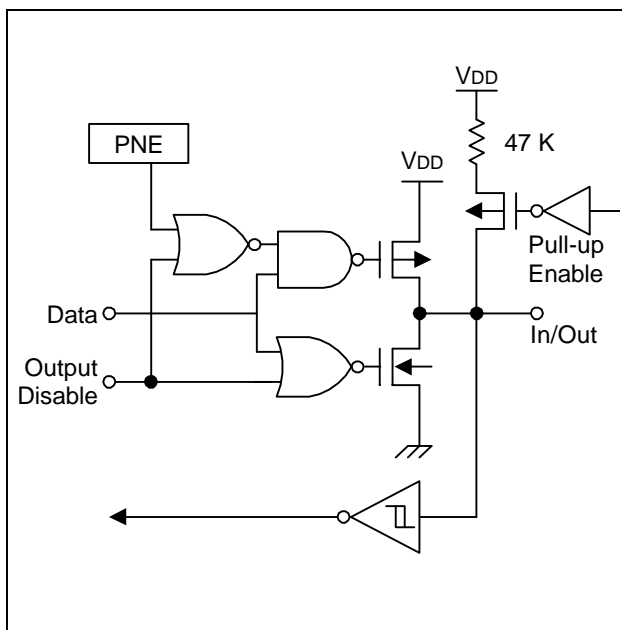 VDD
47 K
PNE
VDD
Pull-up
Enable
Data
In/Out
Output
Disable